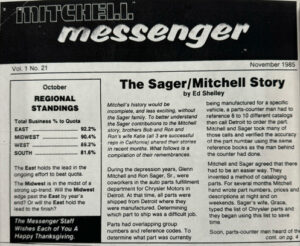 MITCHELL
messenger
Vol. 1 No. 21
November 1985
October
REGIONAL
STANDINGS
Total Business % to Quota
EAST 92.2%
MIDWEST 90.4%
WEST 89.2%
SOUTH 81.6%
The East holds the lead in the
ongoing effort to beat quota.
The Midwest is in the midst of a
strong up-hill trend. Will the Midwest
edge past the East by year's
end? Or will the East hold the
lead to the finish?
The Messenger Staff
Wishes Each of You A
Happy Thanksgiving.
The Sager/Mitchell Story
by Ed Shelley
Mitchell's history would be
incomplete, and less exciting, without
the Sager family. To better understand
the Sager contributions to the Mitchell
story, brothers Bob and Ron and
Ron's wife Kate (all 3 are successful
reps in California) shared their stories
in recent months. What follows is a
compilation of their remembrances.
During the depression years, Glenn
Mitchell and Ron Sager, Sr., were
coworkers in the Parts
department for Chrysler Motors in
Detroit. At that time, all parts were
shipped from Detroit where they
were manufactured. Determining
which part to ship was a difficult job.
Parts had overlapping group
numbers and reference codes. To
determine what part was currently
being manufactured for a specific
vehicle, a parts-counter man had to
reference 8 to 10 different catalogs
then call Detroit to order the part.
Mitchell and Sager took many of
those calls and verified the accuracy
of the part number using the same
reference books as the man behind
the counter had done.
Mitchell and Sager agreed that there
had to be an easier way. They
invented a method of cataloging
parts. For several months Mitchell
hand wrote part numbers, prices and
descriptions at nights and on
weekends. Sager's wife, Grace,
typed the list of Chrysler parts and
they began using this list to save
time.
Soon, parts-counter men heard of